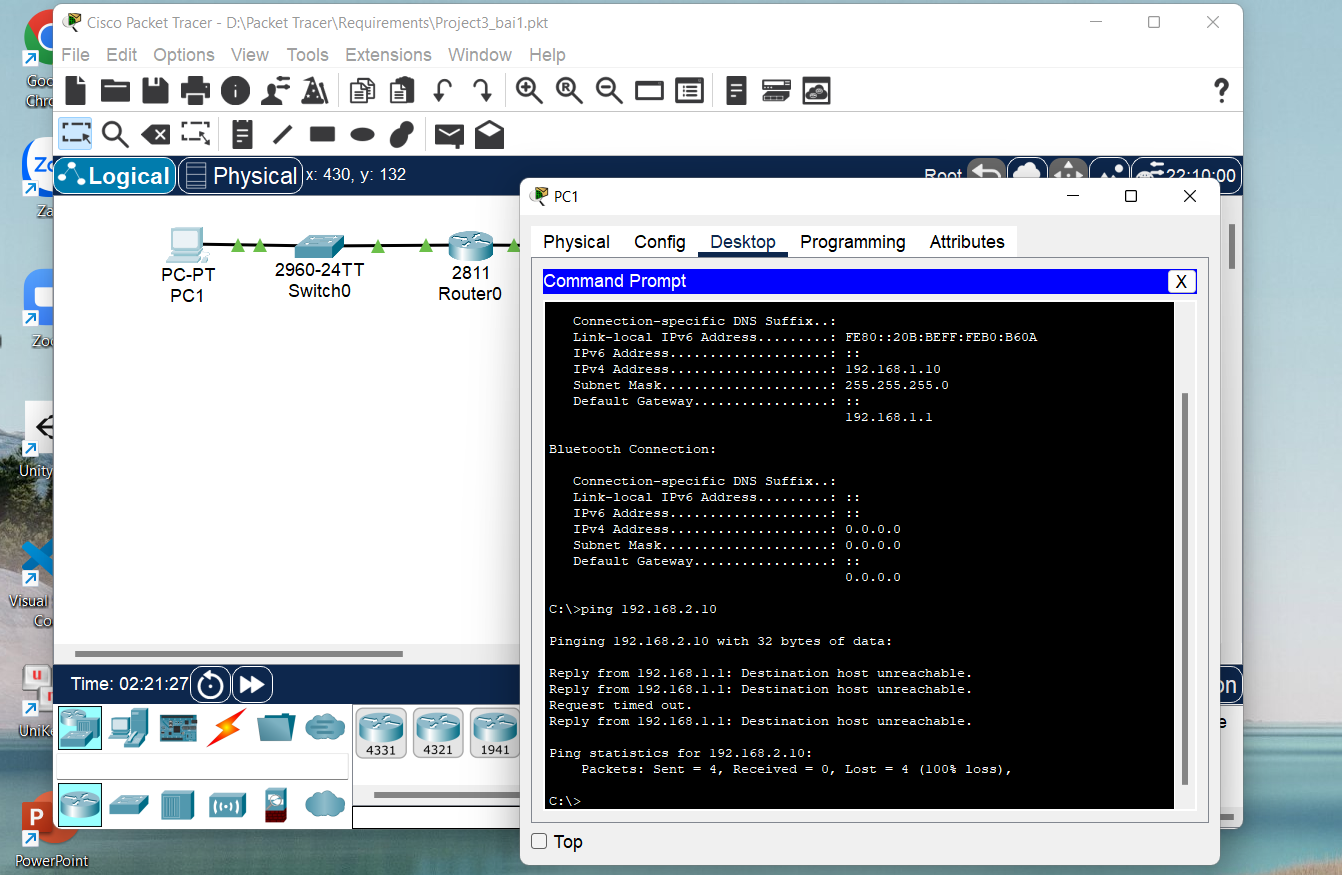 Cisco Packet Tracer - D:\Packet Tracer\Requirements\Project3_bai1.pkt
File Edit Options View Tools Extensions Window Help
Logical Physical x: 430, y: 132 Root 22:10:00
PC-PT
PC1
2960-24TT
Switch0
2811
Router0
Time: 02:21:27
4331 4321 1941
PC1
Physical Config Desktop Programming Attributes
Command Prompt X
Connection-specific DNS Suffix..:
Link-local IPv6 Address.........: FE80::20B:BEFF:FEB0:B60A
IPv6 Address....................: ::
IPv4 Address....................: 192.168.1.10
Subnet Mask.....................: 255.255.255.0
Default Gateway.................: ::
192.168.1.1
Bluetooth Connection:
Connection-specific DNS Suffix..:
Link-local IPv6 Address.........: ::
IPv6 Address....................: ::
IPv4 Address....................: 0.0.0.0
Subnet Mask.....................: 0.0.0.0
Default Gateway.................: ::
0.0.0.0
C:\>ping 192.168.2.10
Pinging 192.168.2.10 with 32 bytes of data:
Reply from 192.168.1.1: Destination host unreachable.
Reply from 192.168.1.1: Destination host unreachable.
Request timed out.
Reply from 192.168.1.1: Destination host unreachable.
Ping statistics for 192.168.2.10:
Packets: Sent = 4, Received = 0, Lost = 4 (100% loss),
C:\>
Top
Goo
Chro
Za
Zoo
Unity
Visual
Co
UniKe
PowerPoint